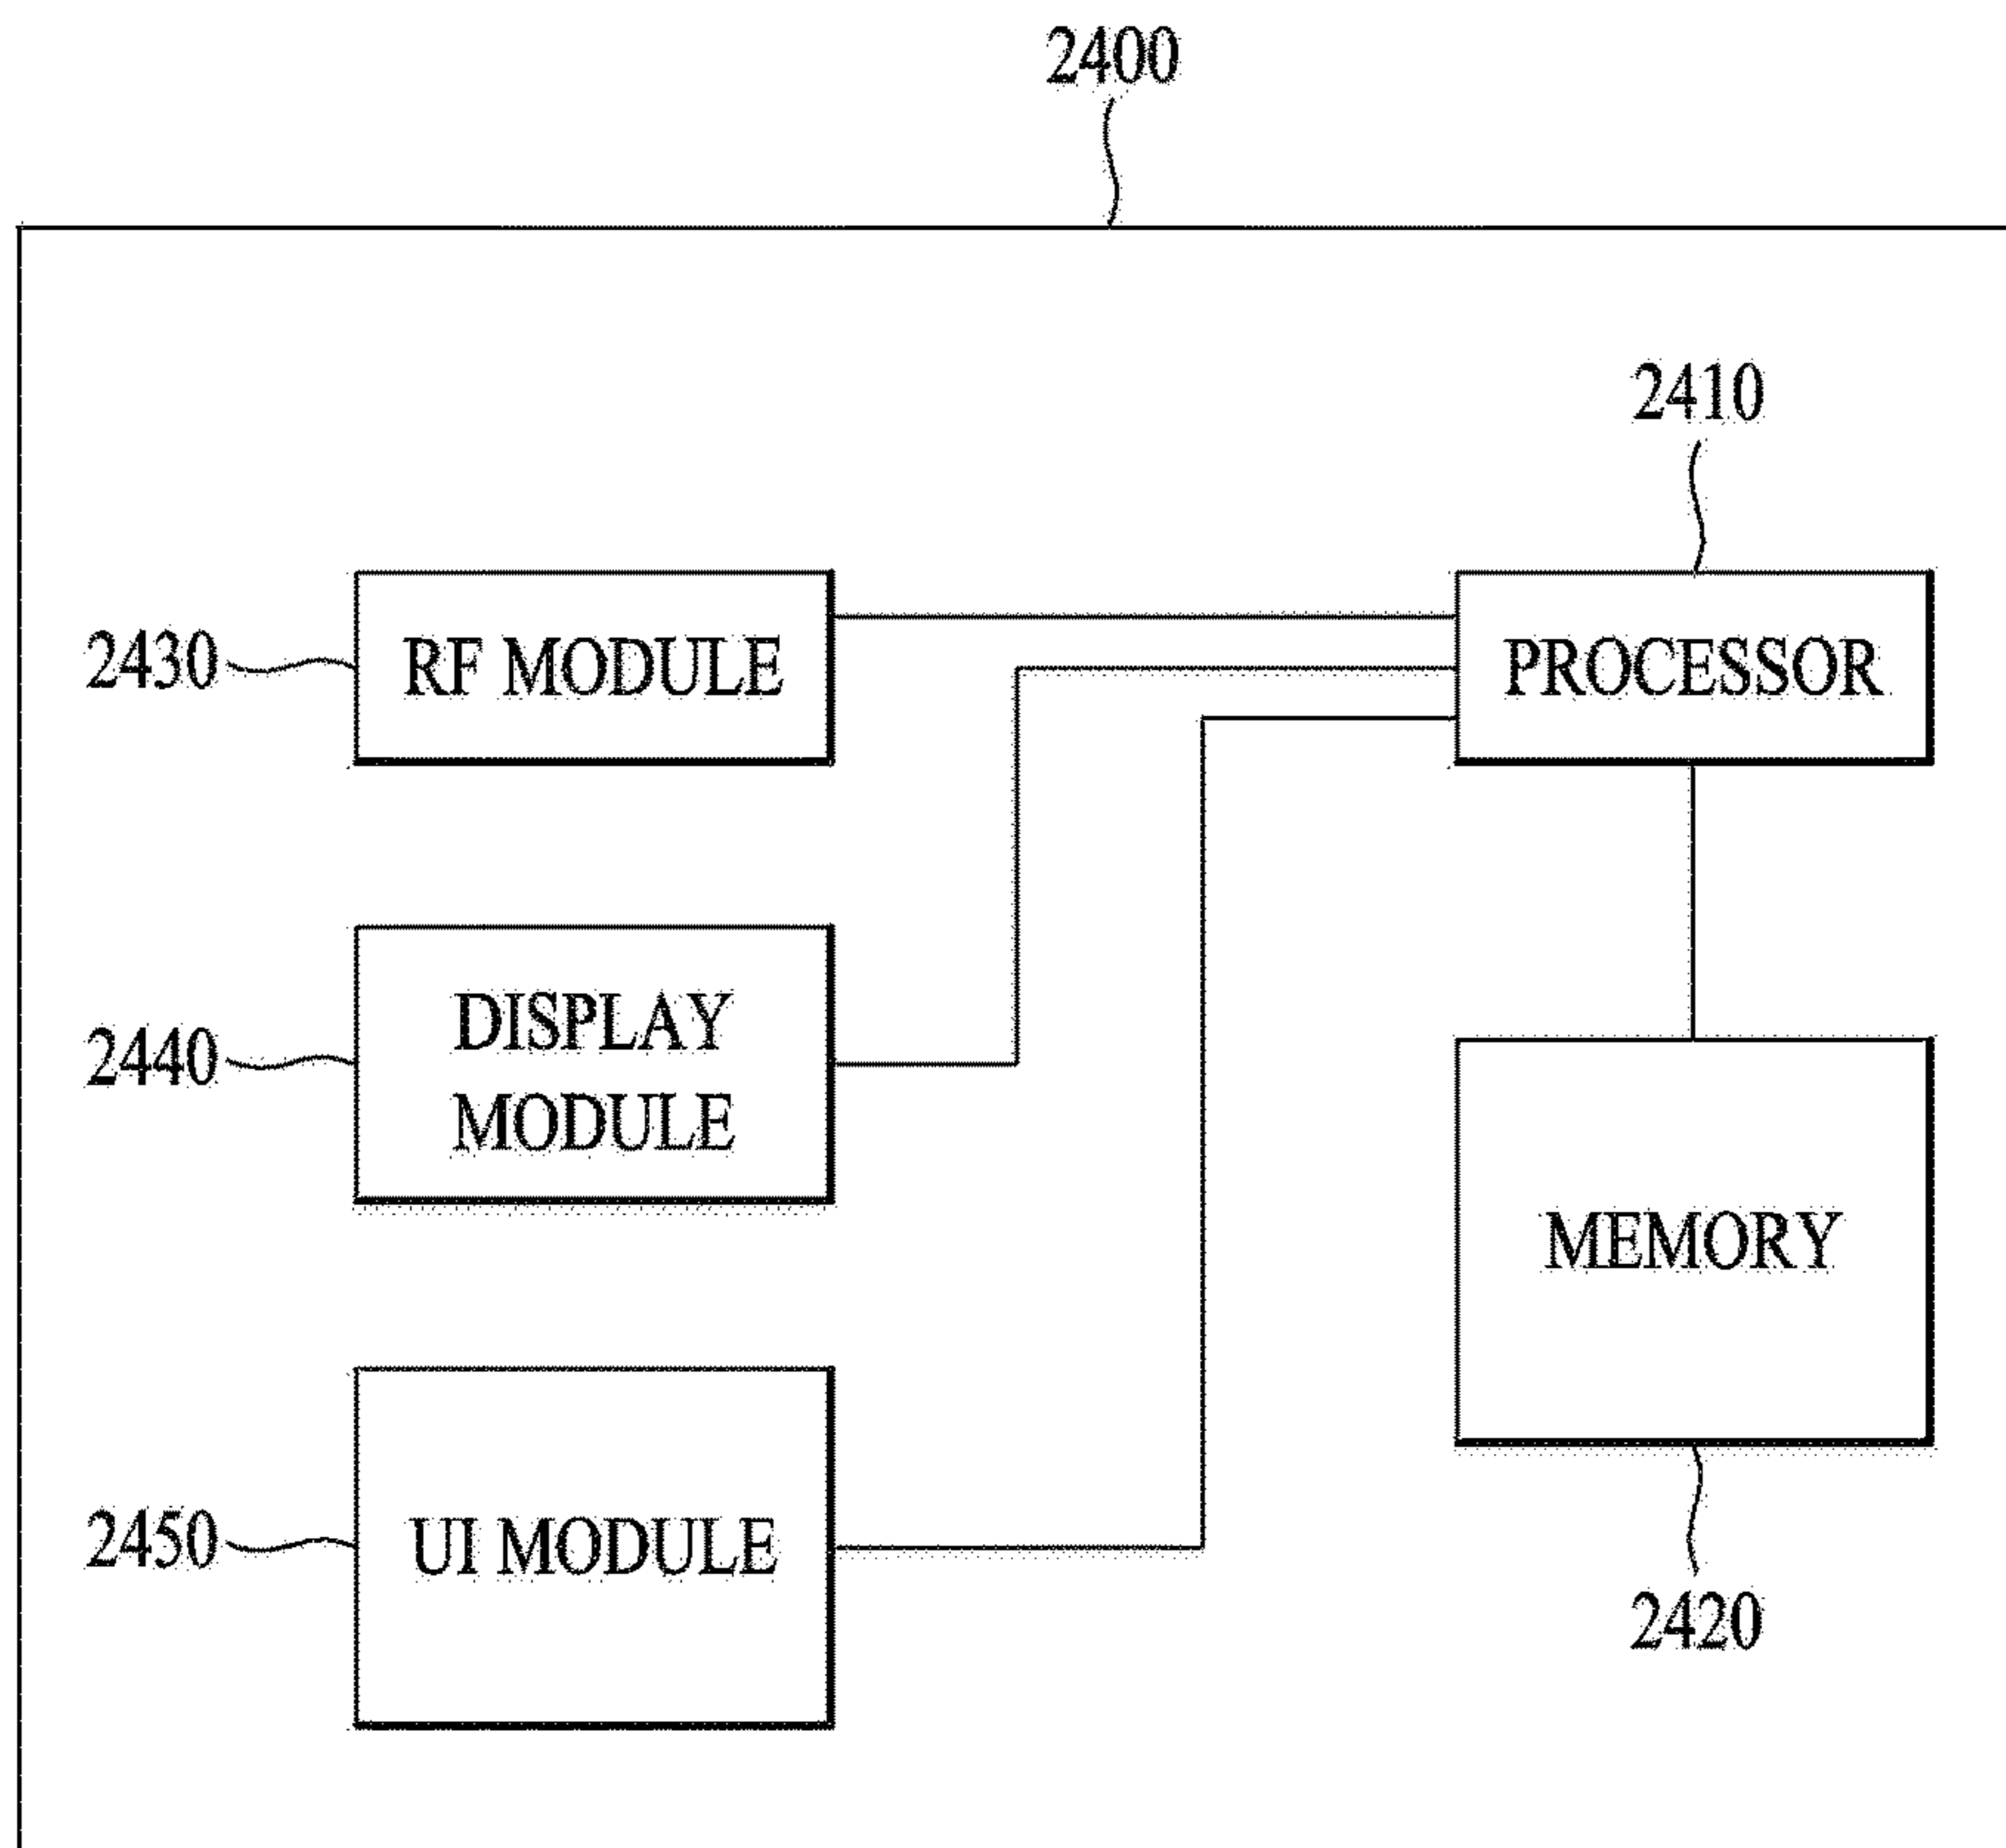 2400
2410
2430
RF MODULE
PROCESSOR
2440
DISPLAY
MODULE
MEMORY
2450
UI MODULE
2420